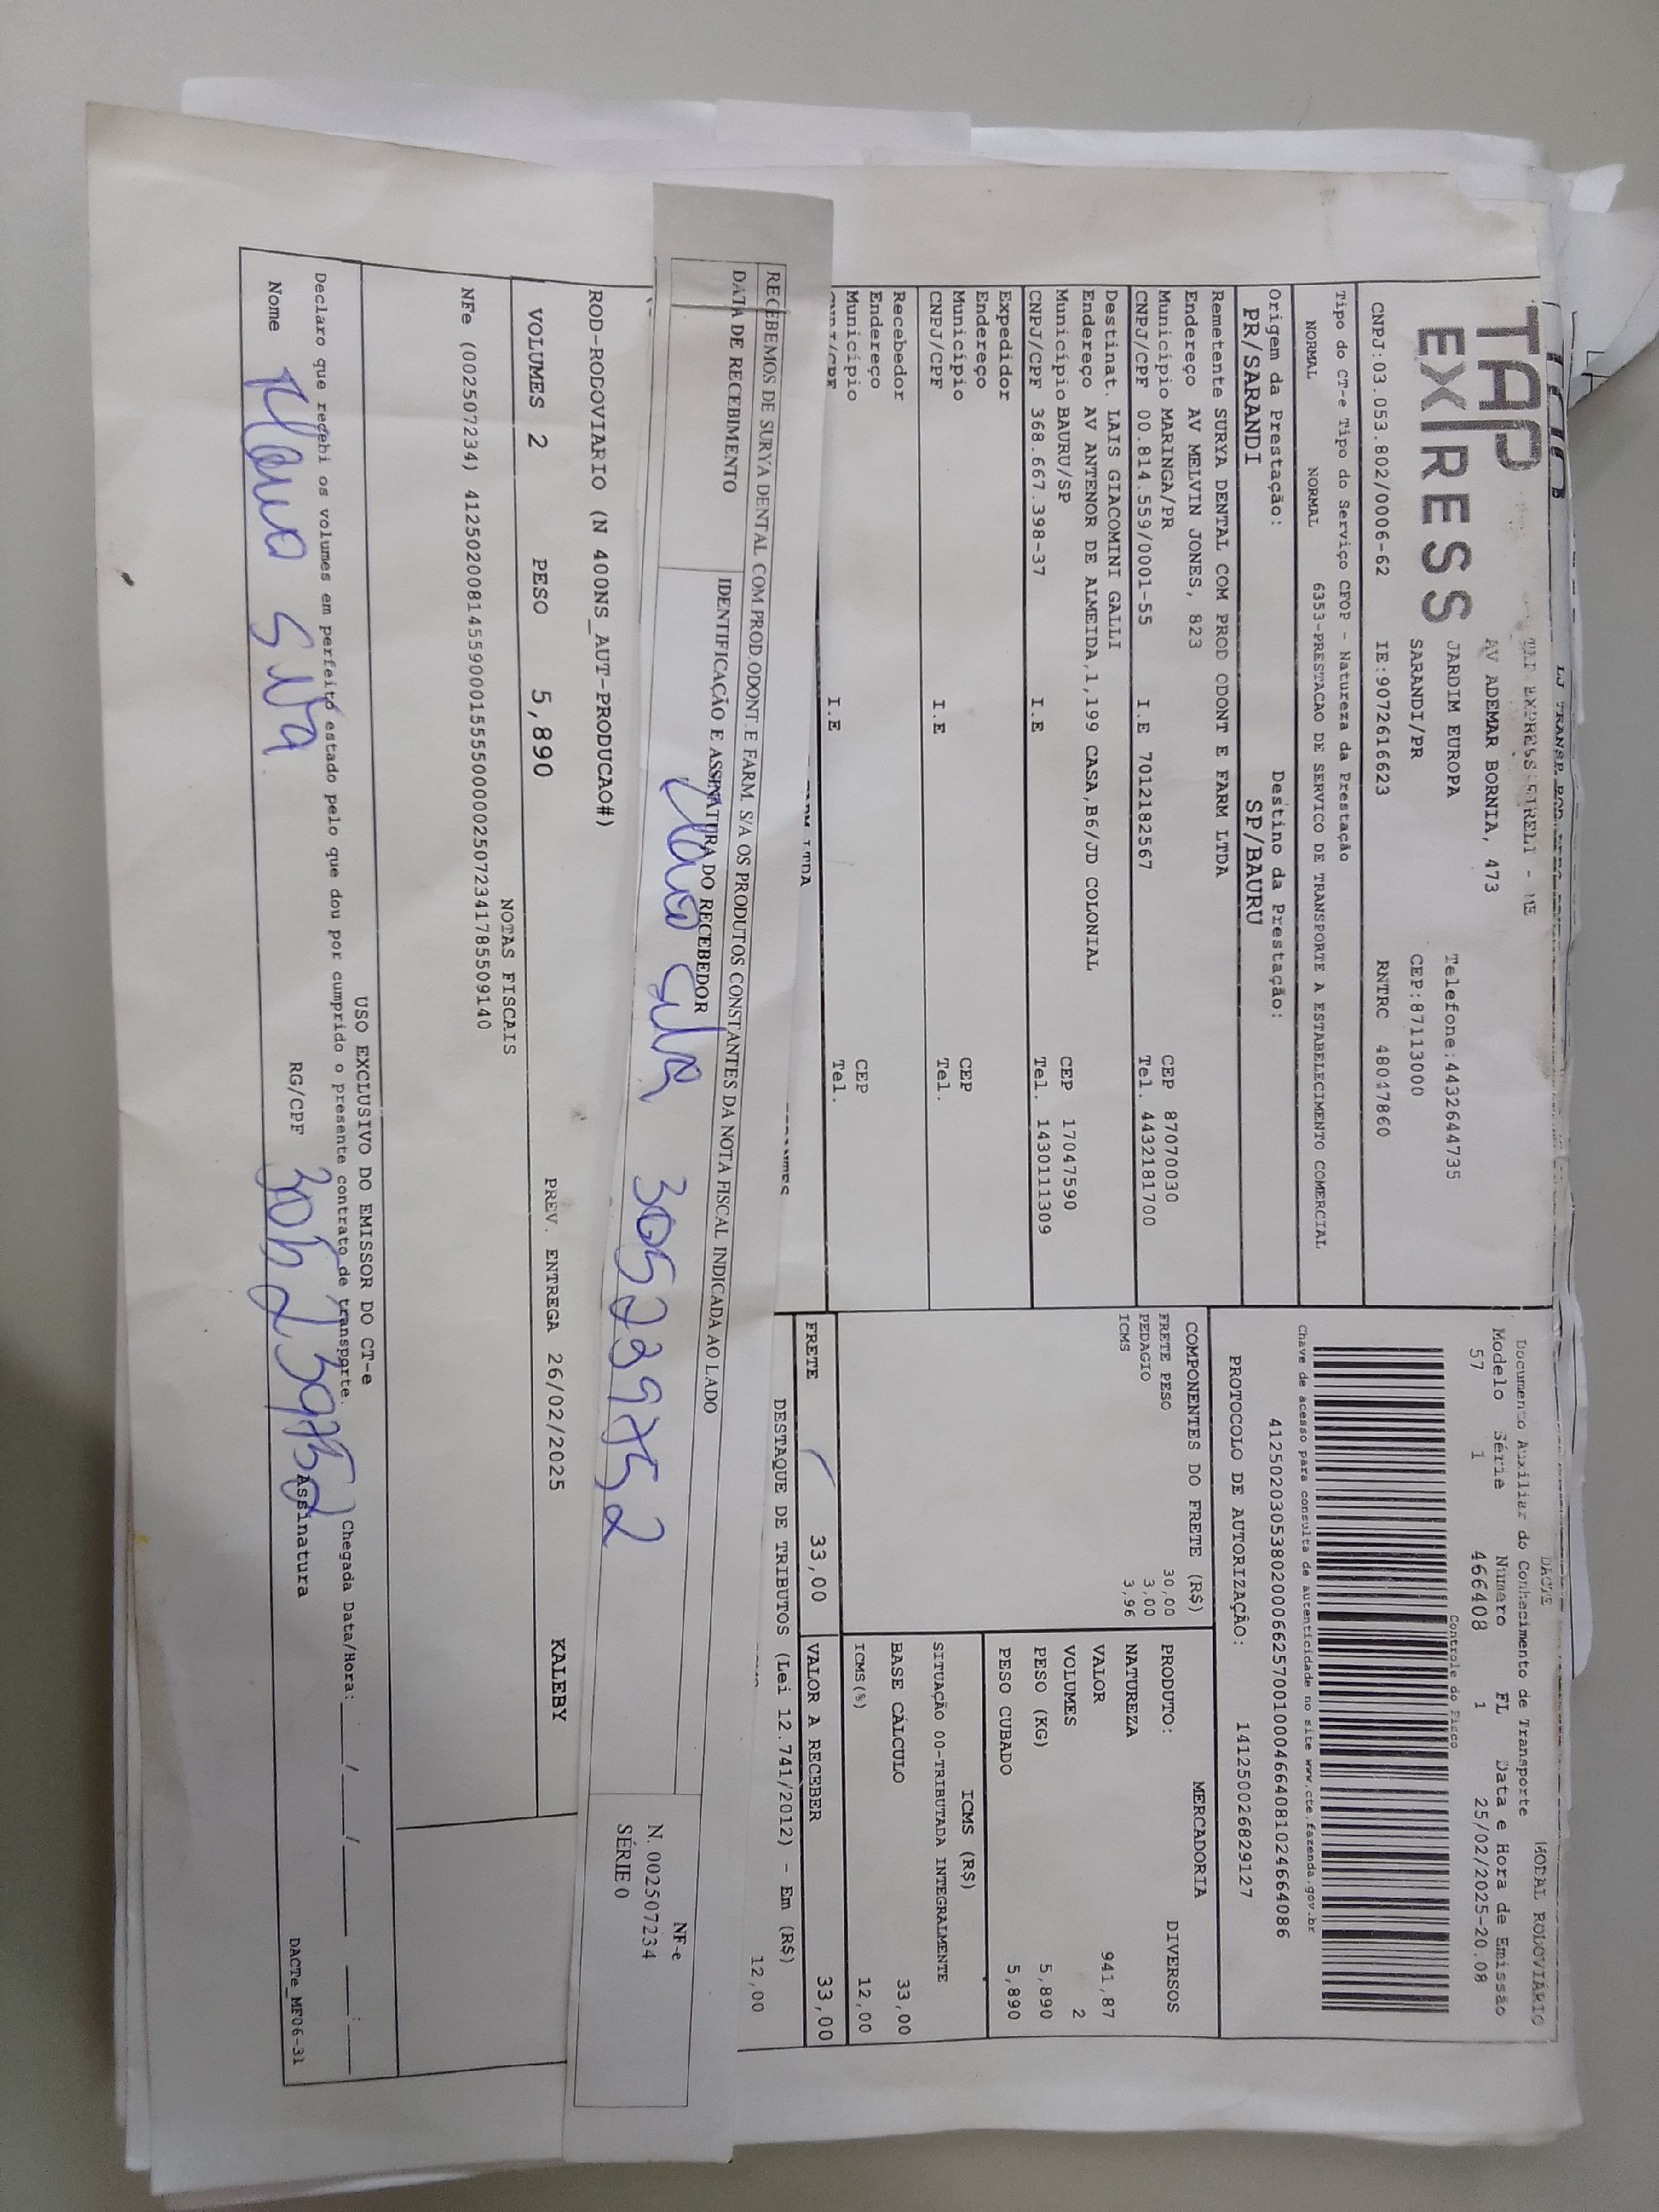 TAP
EXPRESS
TAP EXPRESS EIRELI - ME
AV ADEMAR BORNIA, 473
JARDIM EUROPA Telefone:4432644735
SARANDI/PR CEP:87113000
CNPJ:03.053.802/0006-62 IE:9072616623 RNTRC 48047860
Tipo do CT-e Tipo do Serviço CFOP - Natureza da Prestação
NORMAL NORMAL 6353-PRESTACAO DE SERVICO DE TRANSPORTE A ESTABELECIMENTO COMERCIAL
Origem da Prestação: Destino da Prestação:
PR/SARANDI SP/BAURU
Remetente SURYA DENTAL COM PROD ODONT E FARM LTDA
Endereço AV MELVIN JONES, 823
Município MARINGA/PR CEP 87070030
CNPJ/CPF 00.814.559/0001-55 I.E 7012182567 Tel. 4432181700
Destinat. LAIS GIACOMINI GALLI
Endereço AV ANTENOR DE ALMEIDA,1,199 CASA,B6/JD COLONIAL
Município BAURU/SP CEP 17047590
CNPJ/CPF 368.667.398-37 I.E Tel. 1430111309
Expedidor
Endereço
Município CEP
CNPJ/CPF I.E Tel.
Recebedor
Endereço
Município CEP
CNPJ/CPF I.E Tel.
DACTE MODAL RODOVIÁRIO
Documento Auxiliar do Conhecimento de Transporte
Modelo Série Numero FL Data e Hora de Emissão
57 1 466408 1 25/02/2025-20.08
Controle do Fisco
Chave de acesso para consulta de autenticidade no site www.cte.fazenda.gov.br
41250203053802000662570010004664081024664086
PROTOCOLO DE AUTORIZAÇÃO: 141250026829127
COMPONENTES DO FRETE (R$)
FRETE PESO 30,00
PEDAGIO 3,00
ICMS 3,96
MERCADORIA
PRODUTO: DIVERSOS
NATUREZA
VALOR 941,87
VOLUMES 2
PESO (KG) 5,890
PESO CUBADO 5,890
ICMS (R$)
SITUAÇÃO 00-TRIBUTADA INTEGRALMENTE
BASE CÁLCULO 33,00
ICMS(%) 12,00
FRETE 33,00 VALOR A RECEBER 33,00
DESTAQUE DE TRIBUTOS (Lei 12.741/2012) - Em (R$)
12,00
RECEBEMOS DE SURYA DENTAL COM.PROD.ODONT.E FARM. S/A OS PRODUTOS CONSTANTES DA NOTA FISCAL INDICADA AO LADO
DATA DE RECEBIMENTO IDENTIFICAÇÃO E ASSINATURA DO RECEBEDOR
Silva 305239752
NF-e
N. 002507234
SÉRIE 0
ROD-RODOVIARIO (N 400NS_AUT-PRODUCAO#)
VOLUMES 2 PESO 5,890 PREV. ENTREGA 26/02/2025 KALEBY
NOTAS FISCAIS
NFe (002507234) 41250200814559000155550000025072341785509140
USO EXCLUSIVO DO EMISSOR DO CT-e
Declaro que recebi os volumes em perfeito estado pelo que dou por cumprido o presente contrato de transporte. Chegada Data/Hora: ___/___/_____ ___:___
Nome Silva RG/CPF Assinatura
DACTe_MF06-31